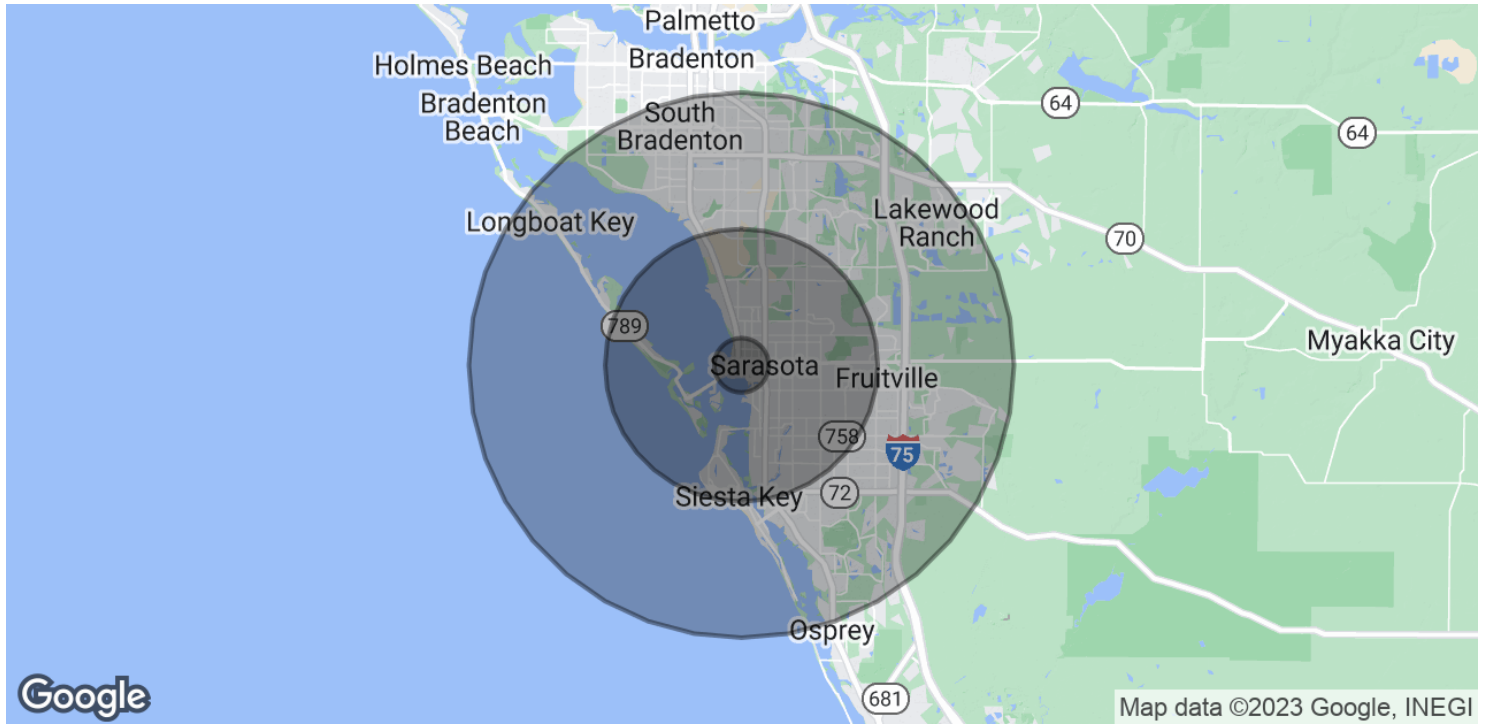 Palmetto
Holmes Beach
Bradenton
Bradenton
Beach
South
Bradenton
64
64
Longboat Key
Lakewood
Ranch
70
789
Myakka City
Sarasota
Fruitville
758
75
Siesta Key
72
Osprey
681
Google
Map data ©2023 Google, INEGI